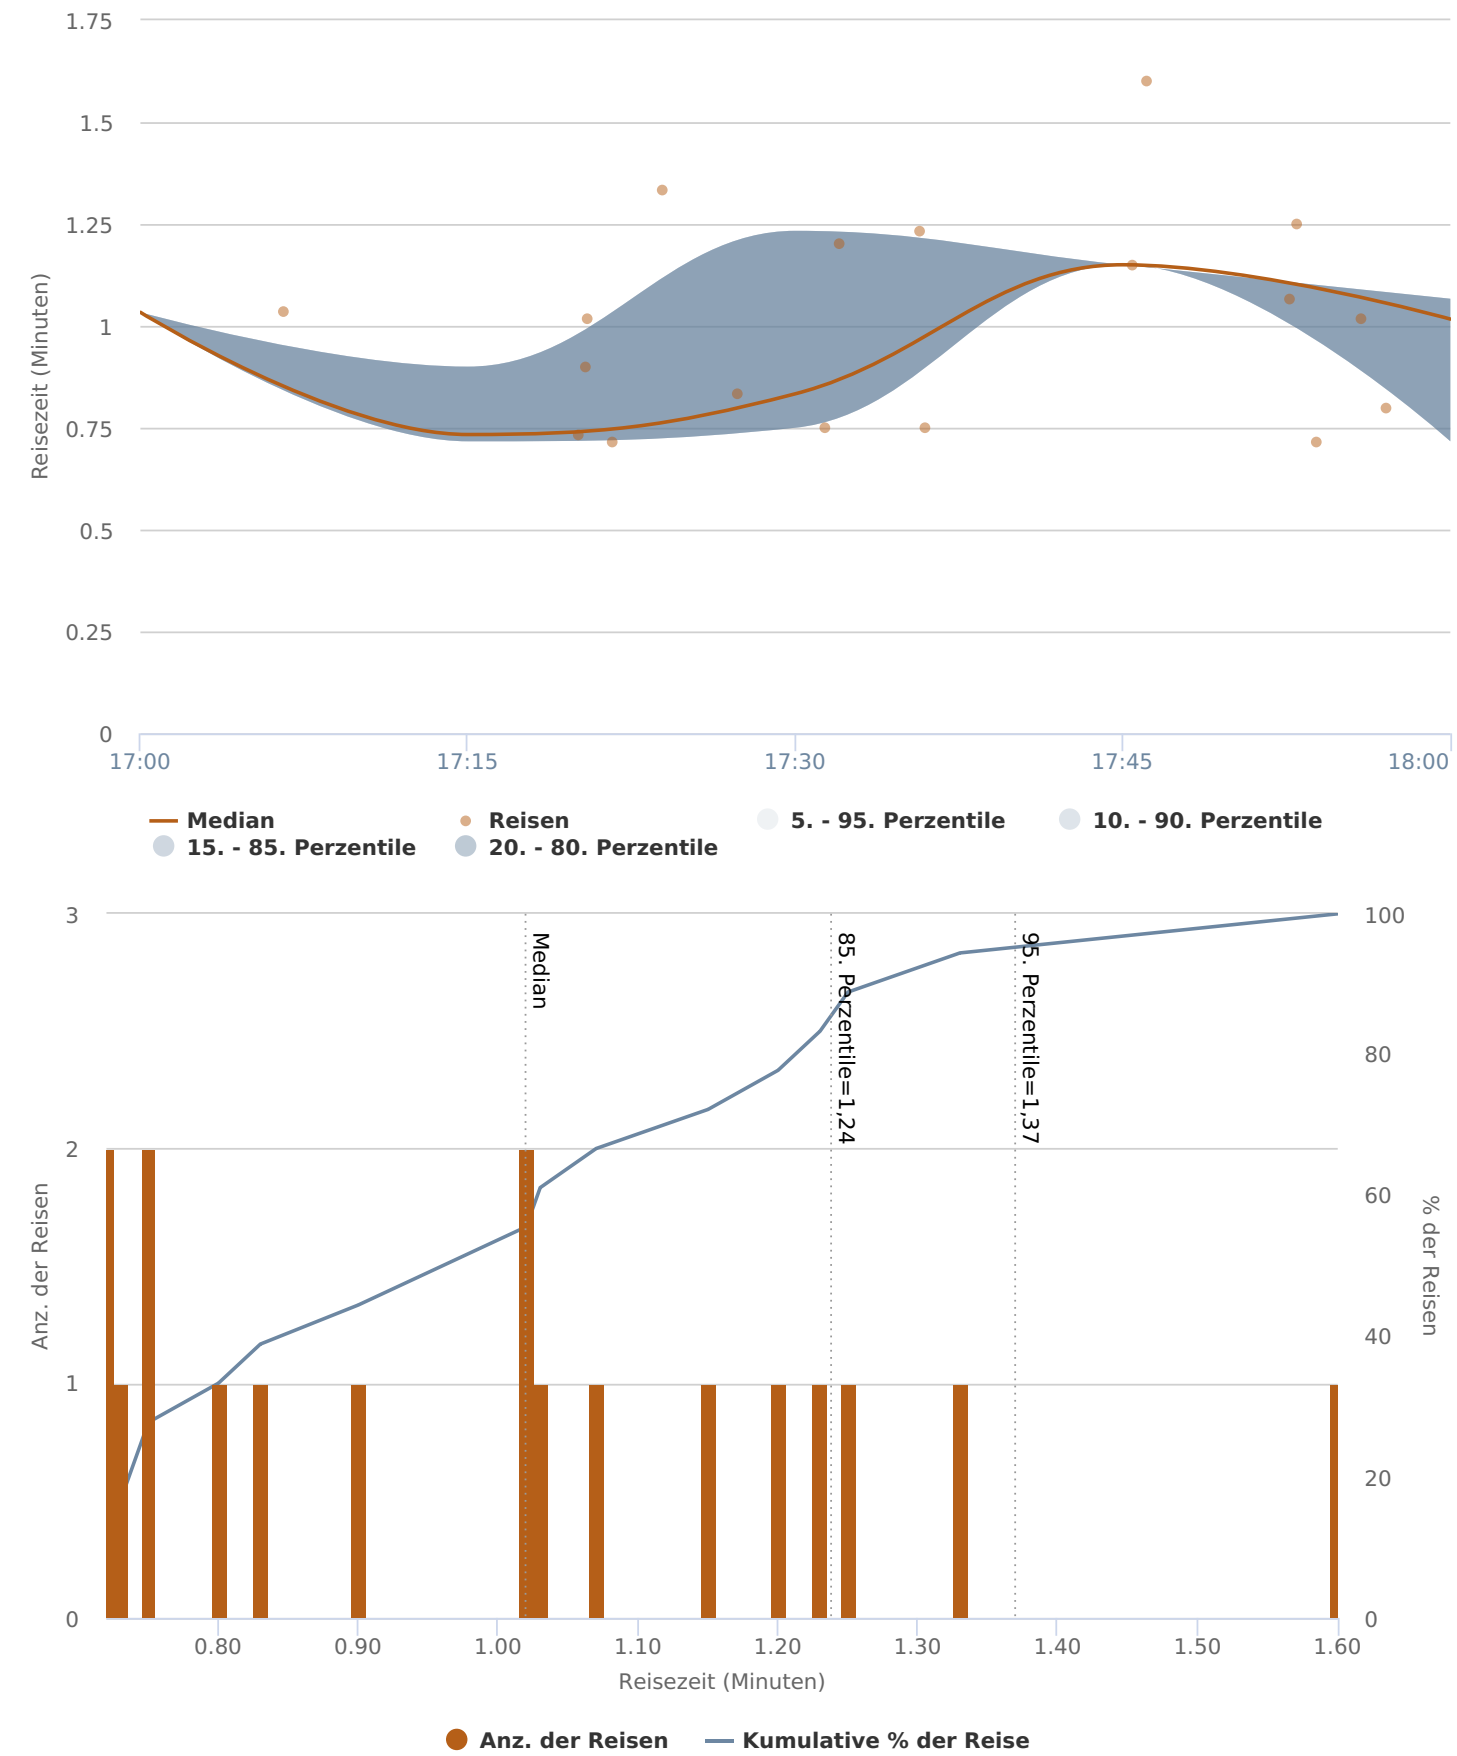 1.75
1.5
1.25
1
0.75
0.5
0.25
0
Reisezeit (Minuten)
17:00 17:15 17:30 17:45 18:00
Median Reisen 5. - 95. Perzentile 10. - 90. Perzentile
15. - 85. Perzentile 20. - 80. Perzentile
3
2
1
0
Anz. der Reisen
Median
85. Perzentile=1,24
95. Perzentile=1,37
100
80
60
40
20
0
% der Reisen
0.80 0.90 1.00 1.10 1.20 1.30 1.40 1.50 1.60
Reisezeit (Minuten)
Anz. der Reisen Kumulative % der Reise